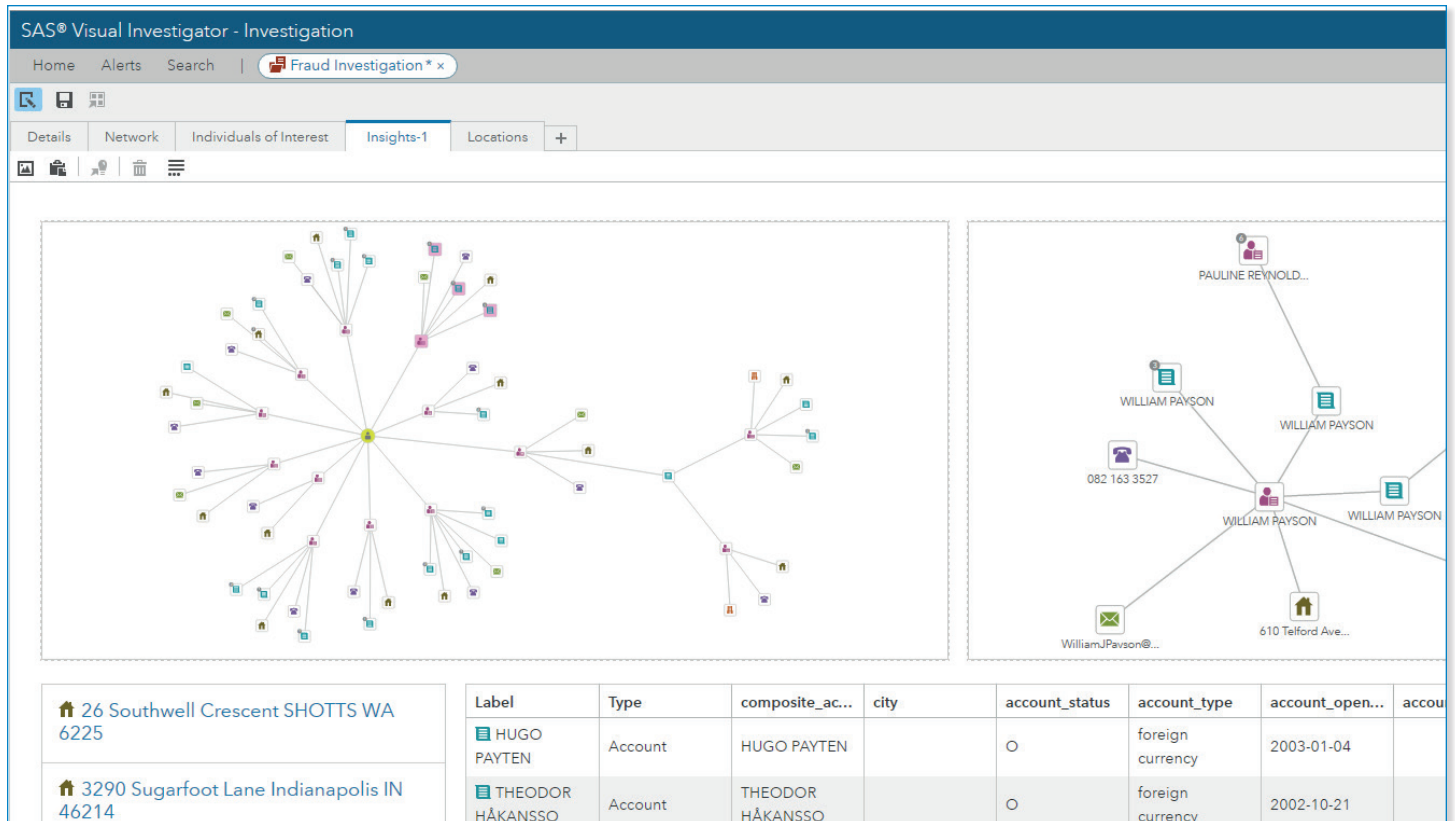 SAS® Visual Investigator - Investigation
Home Alerts Search | Fraud Investigation * ×
Details Network Individuals of Interest Insights-1 Locations +
6
PAULINE REYNOLD...
3
WILLIAM PAYSON
WILLIAM PAYSON
082 163 3527
WILLIAM PAYSON
WILLIAM PAYSON
610 Telford Ave...
WilliamJPayson@...
26 Southwell Crescent SHOTTS WA
6225
3290 Sugarfoot Lane Indianapolis IN
46214
Label Type composite_ac... city account_status account_type account_open... accou
HUGO
PAYTEN
Account HUGO PAYTEN O
foreign
currency
2003-01-04
THEODOR
HÅKANSSO
Account
THEODOR
HÅKANSSO
O
foreign
currency
2002-10-21